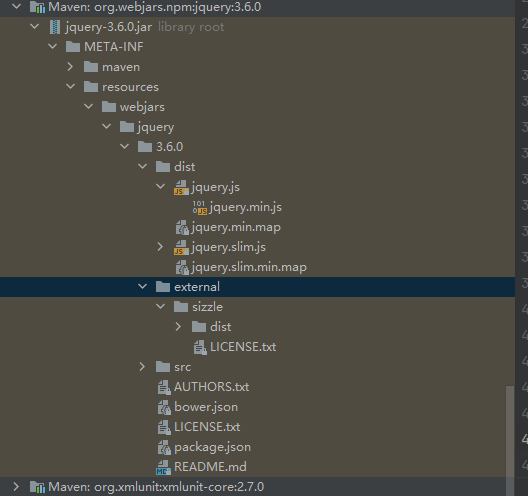 Maven: org.webjars.npm:jquery:3.6.0
jquery-3.6.0.jar library root
META-INF
maven
resources
webjars
jquery
3.6.0
dist
jquery.js
jquery.min.js
jquery.min.map
jquery.slim.js
jquery.slim.min.map
external
sizzle
dist
LICENSE.txt
src
AUTHORS.txt
bower.json
LICENSE.txt
package.json
README.md
Maven: org.xmlunit:xmlunit-core:2.7.0